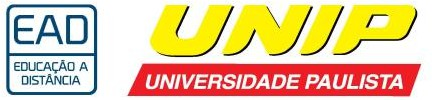 EAD
EDUCAÇÃO A
DISTÂNCIA
UNIP
UNIVERSIDADE PAULISTA